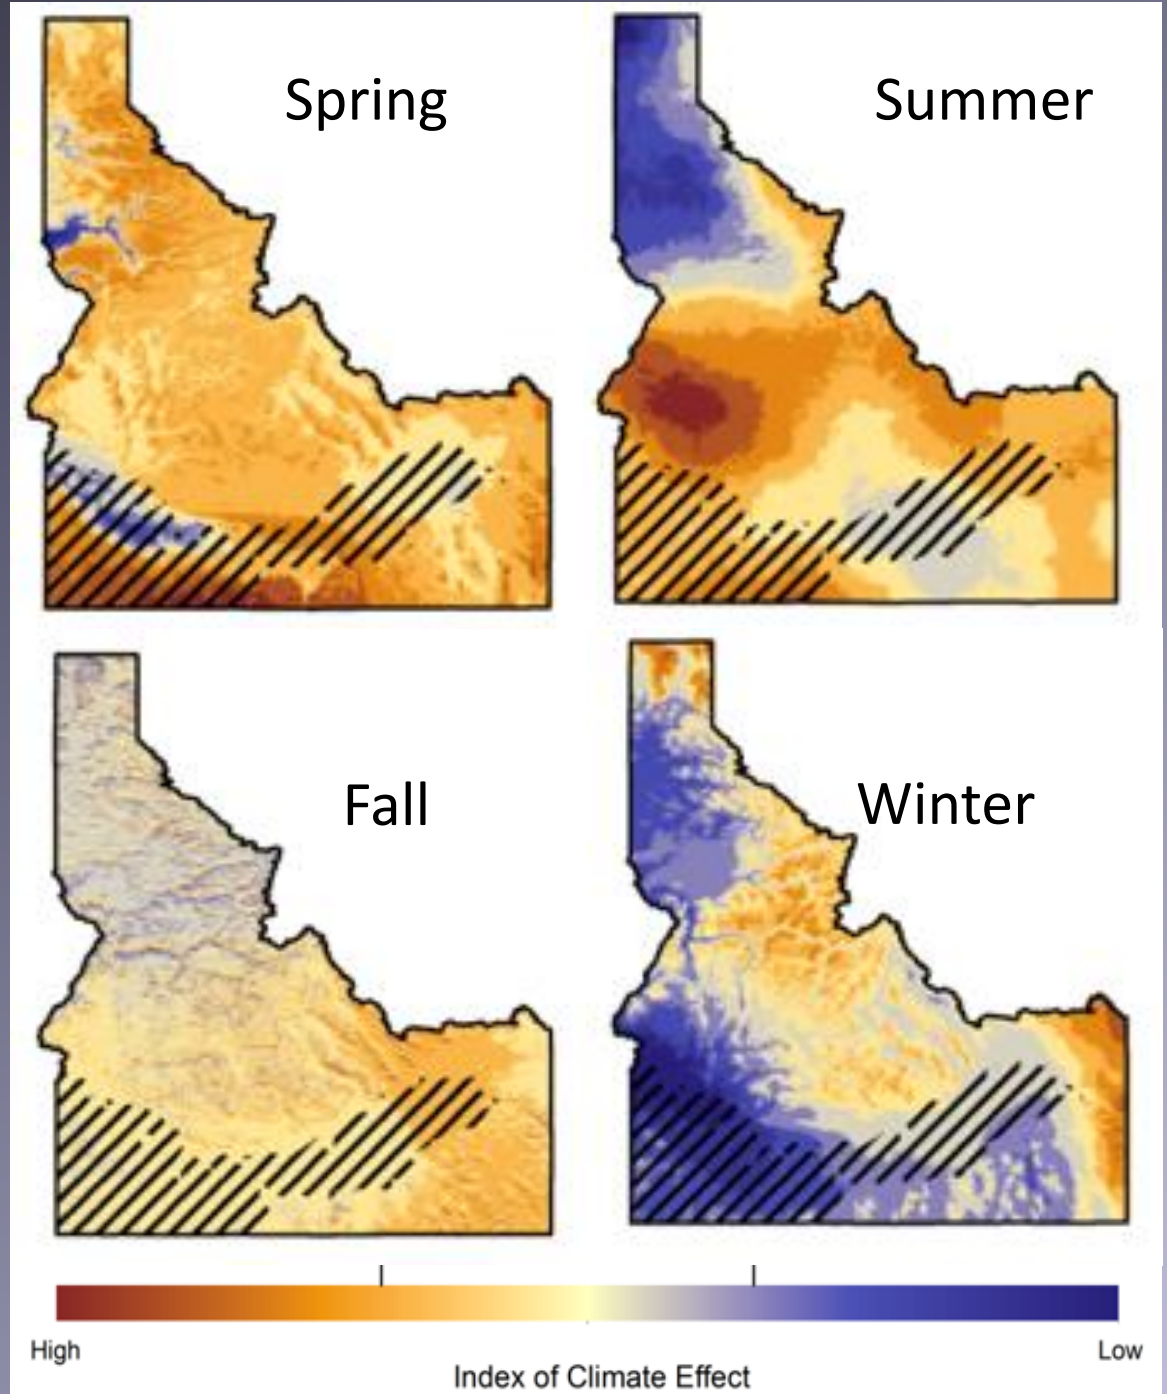 Spring
Summer
Fall
Winter
High
Low
Index of Climate Effect